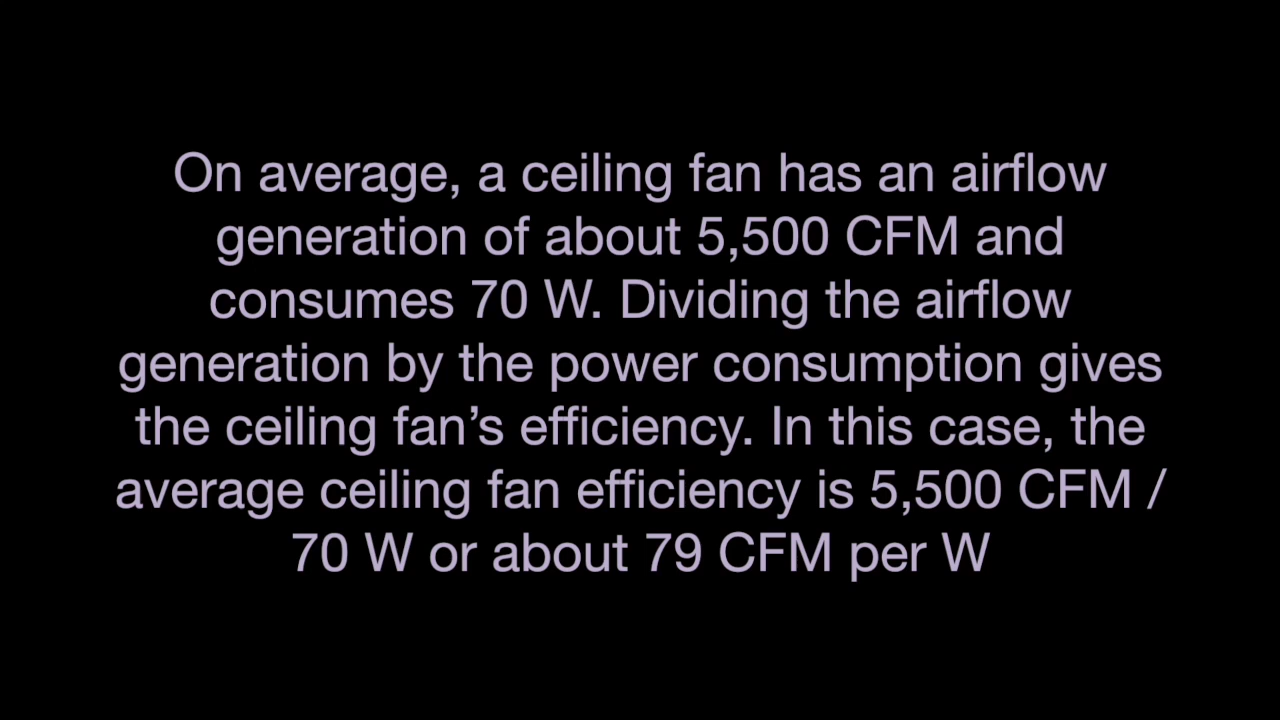 On average, a ceiling fan has an airflow
generation of about 5,500 CFM and
consumes 70 W. Dividing the airflow
generation by the power consumption gives
the ceiling fan’s efficiency. In this case, the
average ceiling fan efficiency is 5,500 CFM /
70 W or about 79 CFM per W